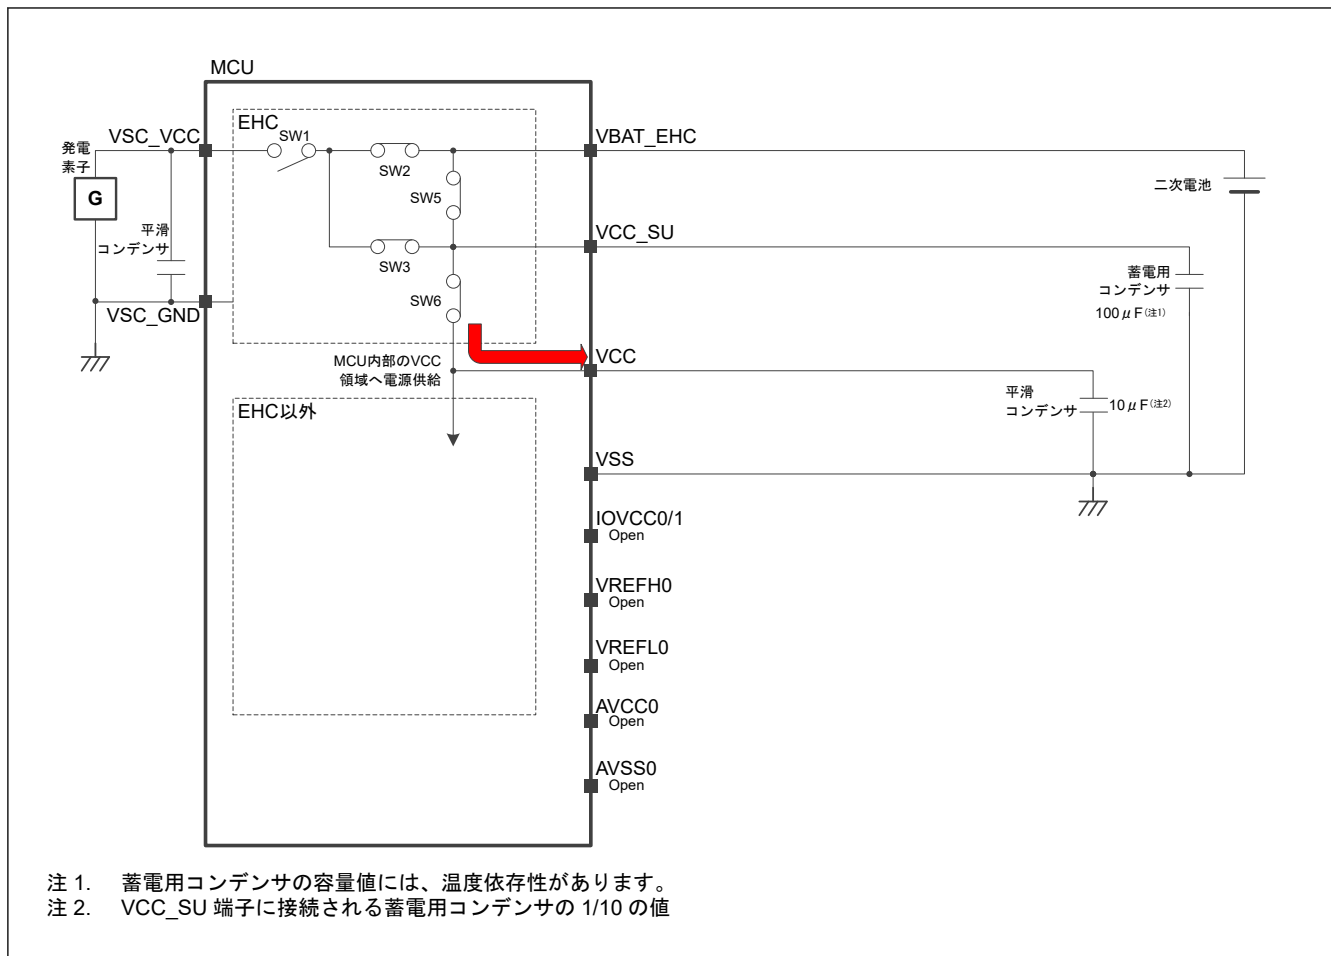 MCU
EHC
VSC_VCC
SW1
VBAT_EHC
発電
素子
SW2
G
SW5
二次電池
平滑
コンデンサ
VCC_SU
SW3
蓄電用
コンデンサ
100μF(注1)
SW6
VSC_GND
MCU内部のVCC
領域へ電源供給
VCC
平滑
コンデンサ
10μF(注2)
EHC以外
VSS
IOVCC0/1
Open
VREFH0
Open
VREFL0
Open
AVCC0
Open
AVSS0
Open
注 1. 蓄電用コンデンサの容量値には、温度依存性があります。
注 2. VCC_SU 端子に接続される蓄電用コンデンサの 1/10 の値